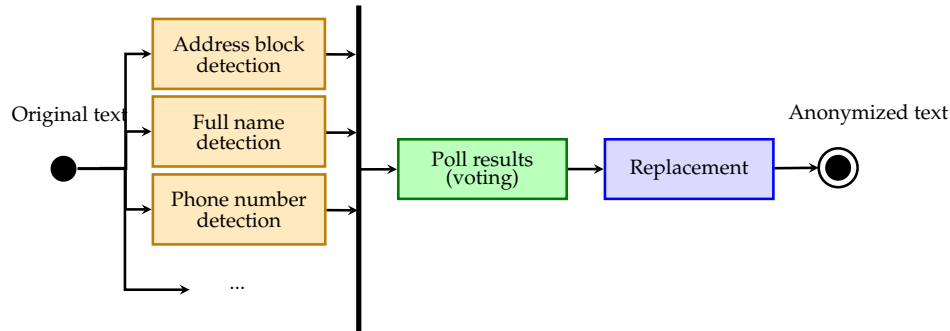 Original text
Address block
detection
Full name
detection
Phone number
detection
...
Poll results
(voting)
Replacement
Anonymized text